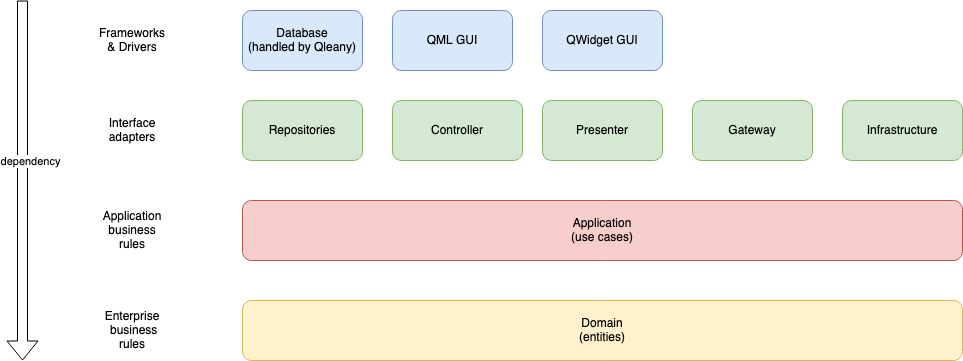 Frameworks
& Drivers
Database
(handled by Qleany)
QML GUI
QWidget GUI
Interface
adapters
Repositories
Controller
Presenter
Gateway
Infrastructure
dependency
Application
business
rules
Application
(use cases)
Enterprise
business
rules
Domain
(entities)